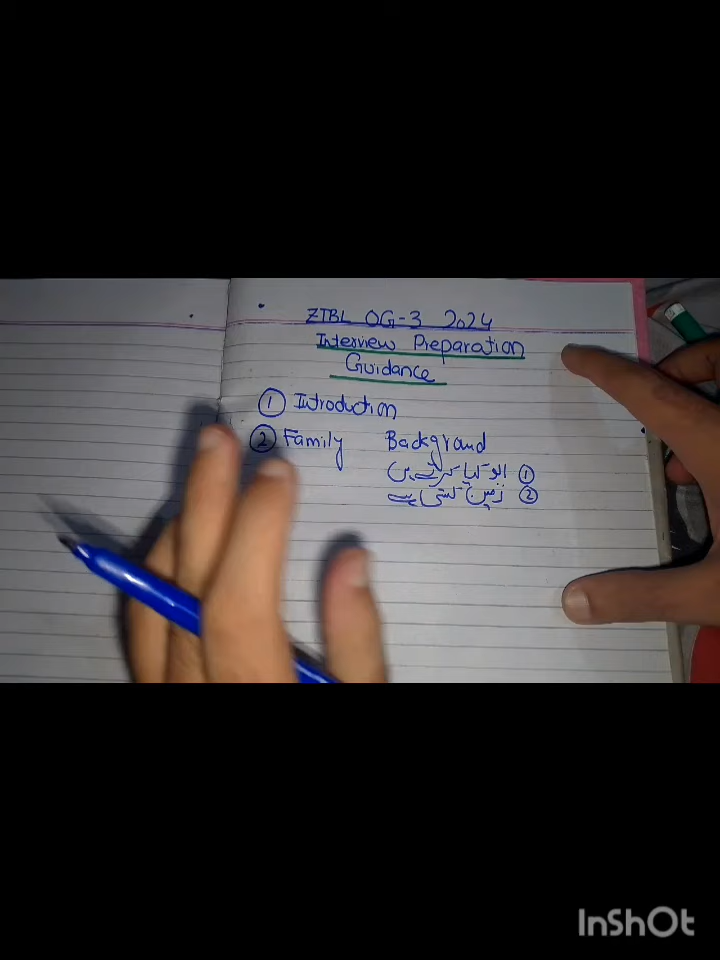 ZTBL OG-3 2024
Interview Preparation
Guidance
① Introduction
② Family Backgraund
① ابو کیا کرتے ہیں
② زمین کتنی ہے
InShOt